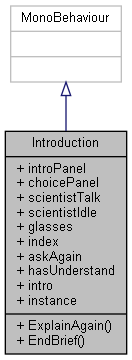 MonoBehaviour
Introduction
+ introPanel
+ choicePanel
+ scientistTalk
+ scientistIdle
+ glasses
+ index
+ askAgain
+ hasUnderstand
+ intro
+ instance
+ ExplainAgain()
+ EndBrief()